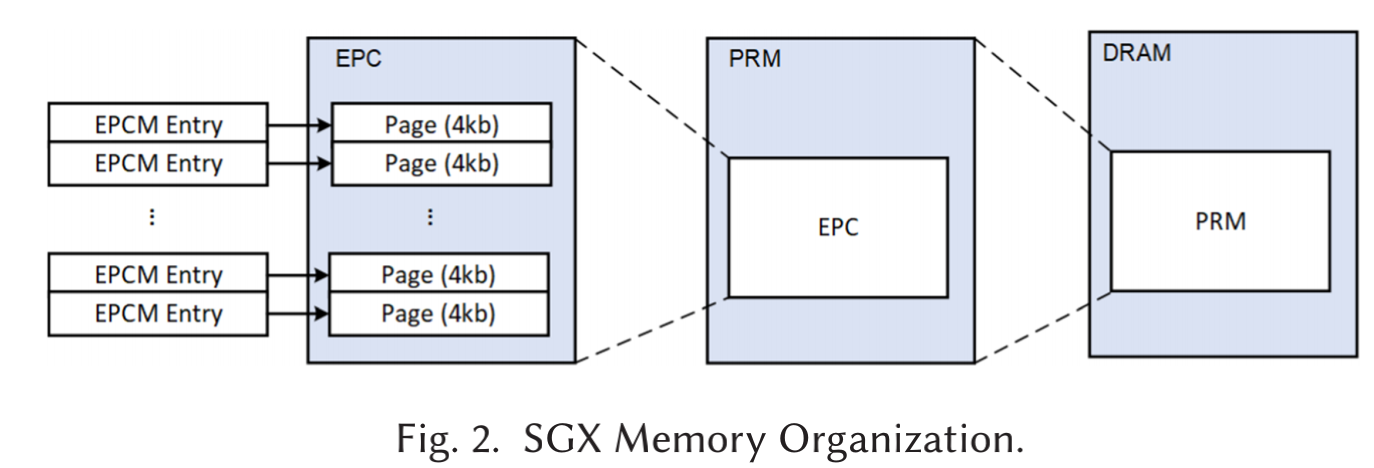 EPC
PRM
DRAM
EPCM Entry
Page (4kb)
EPCM Entry
Page (4kb)
⋮
⋮
EPC
PRM
EPCM Entry
Page (4kb)
EPCM Entry
Page (4kb)
Fig. 2. SGX Memory Organization.